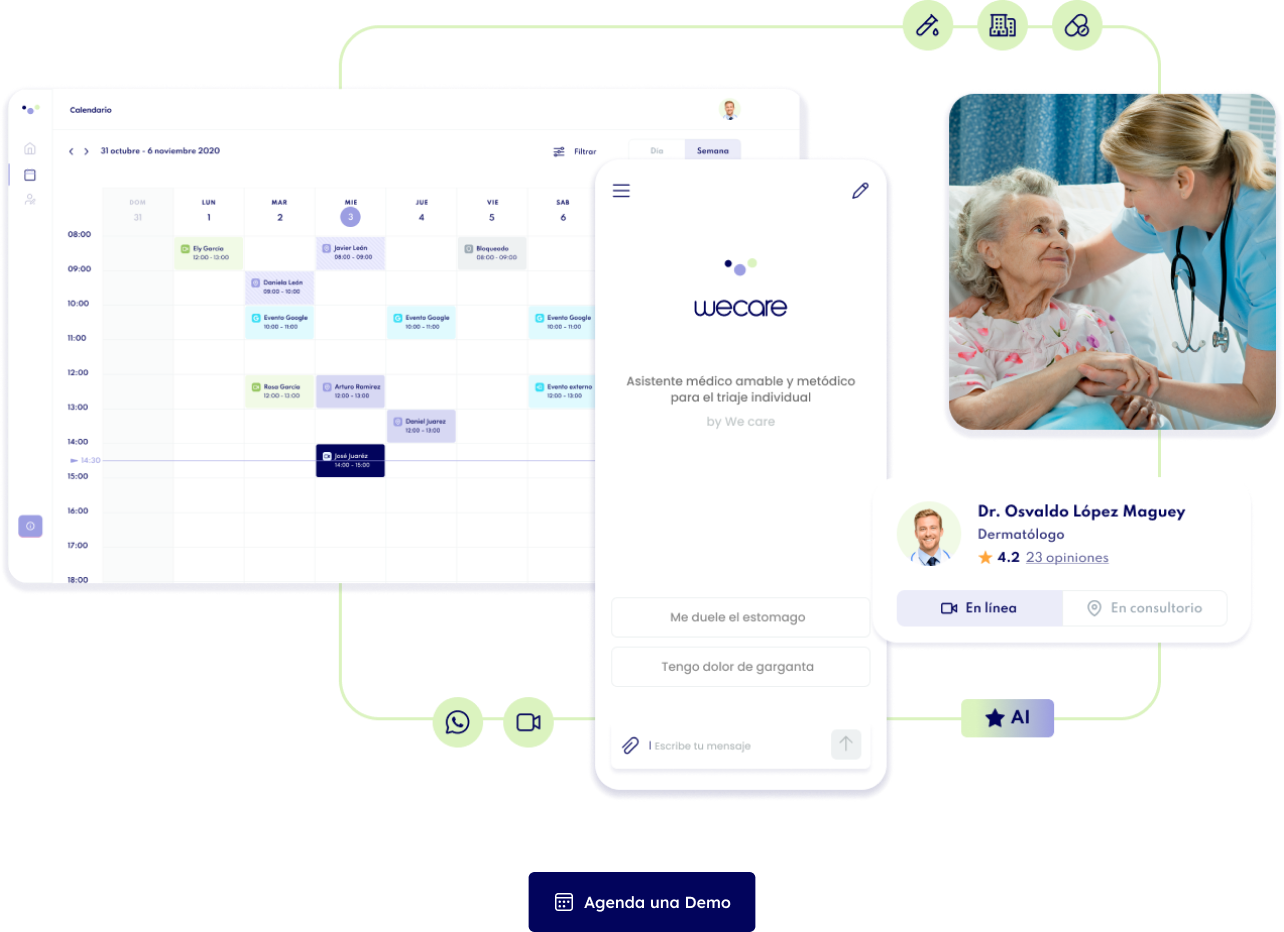 Calendario
31 octubre - 6 noviembre 2020
Filtrar
Día
Semana
DOM
31
LUN
1
MAR
2
MIE
3
JUE
4
VIE
5
SAB
6
08:00
Ely García
12:00 - 13:00
Javier León
08:00 - 09:00
Bloqueado
08:00 - 09:00
09:00
Daniela León
09:00 - 10:00
10:00
Evento Google
10:00 - 11:00
Evento Google
10:00 - 11:00
Evento Google
10:00 - 11:00
11:00
12:00
Rosa García
12:00 - 13:00
Arturo Ramírez
12:00 - 13:00
Evento externo
12:00 - 13:00
13:00
Daniel Juarez
12:00 - 13:00
14:00
José Juaréz
14:00 - 15:00
14:30
15:00
16:00
17:00
18:00
wecare
Asistente médico amable y metódico
para el triaje individual
by We care
Me duele el estomago
Tengo dolor de garganta
Escribe tu mensaje
Dr. Osvaldo López Maguey
Dermatólogo
4.2 23 opiniones
En línea
En consultorio
AI
Agenda una Demo